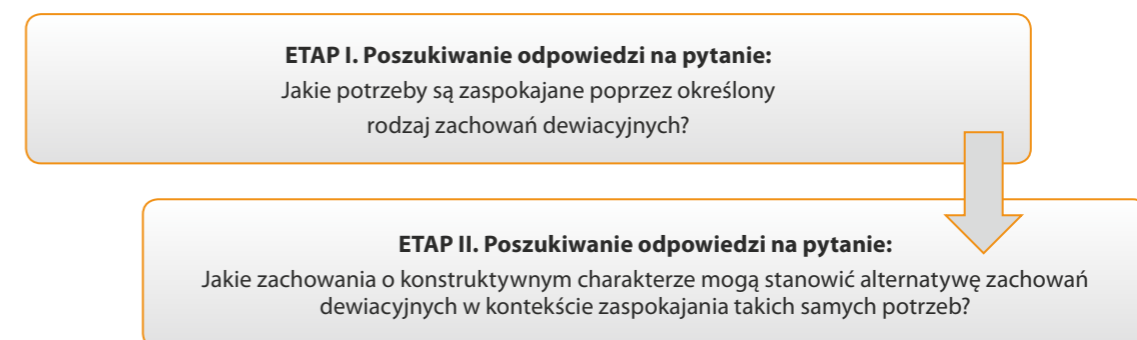 ETAP I. Poszukiwanie odpowiedzi na pytanie:
Jakie potrzeby są zaspokajane poprzez określony
rodzaj zachowań dewiacyjnych?
ETAP II. Poszukiwanie odpowiedzi na pytanie:
Jakie zachowania o konstruktywnym charakterze mogą stanowić alternatywę zachowań
dewiacyjnych w kontekście zaspokajania takich samych potrzeb?